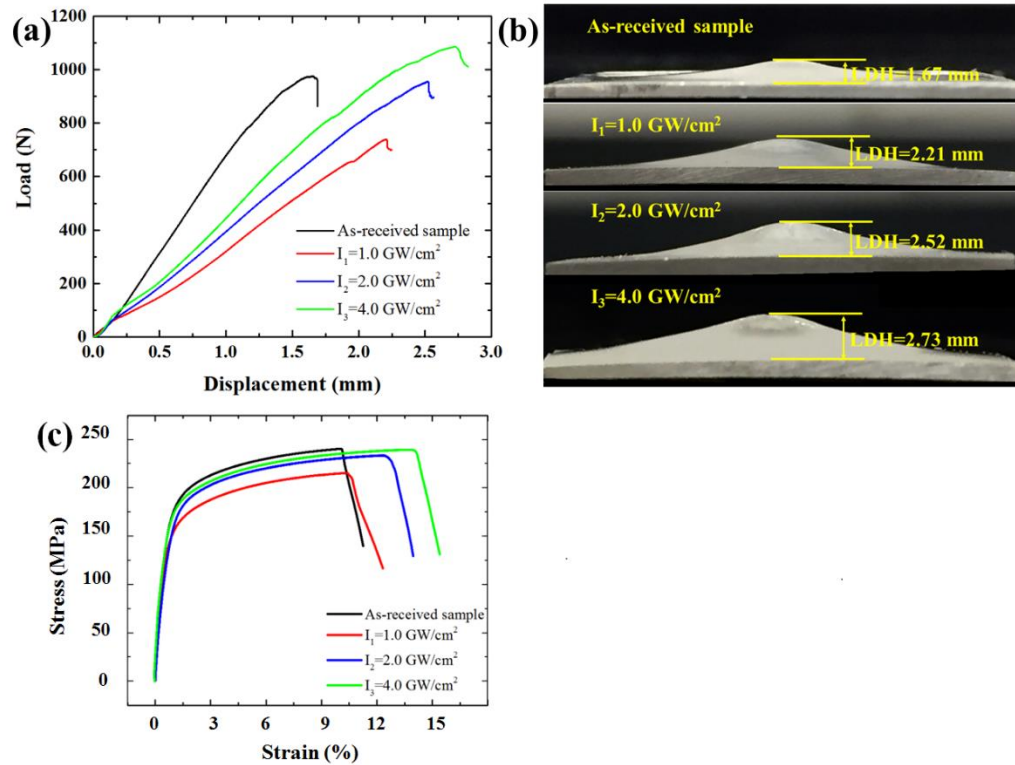 (a)
1200
1000
800
600
400
200
100
0
Load (N)
0.0 0.5 1.0 1.5 2.0 2.5 3.0
Displacement (mm)
As-received sample
I₁=1.0 GW/cm²
I₂=2.0 GW/cm²
I₃=4.0 GW/cm²
(b)
As-received sample
LDH=1.67 mm
I₁=1.0 GW/cm²
LDH=2.21 mm
I₂=2.0 GW/cm²
LDH=2.52 mm
I₃=4.0 GW/cm²
LDH=2.73 mm
(c)
250
200
150
100
50
0
Stress (MPa)
0 3 6 9 12 15
Strain (%)
As-received sample
I₁=1.0 GW/cm²
I₂=2.0 GW/cm²
I₃=4.0 GW/cm²